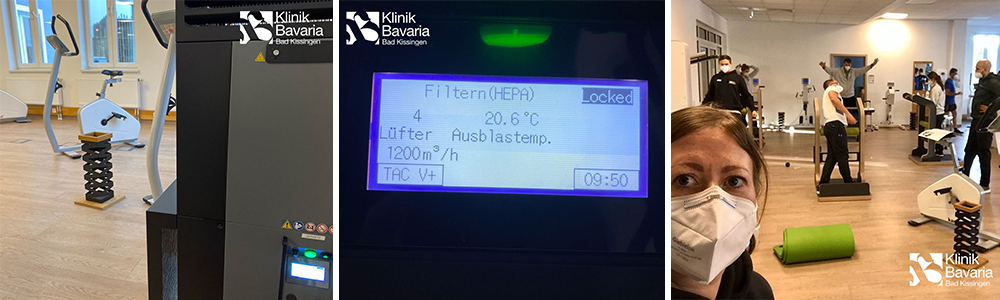 Klinik
Bavaria
Bad Kissingen
Klinik
Bavaria
Bad Kissingen
Filtern(HEPA)
Locked
4
20.6°C
Lüfter Ausblastemp.
1200m³/h
TAC V+
09:50
Klinik
Bavaria
Bad Kissingen